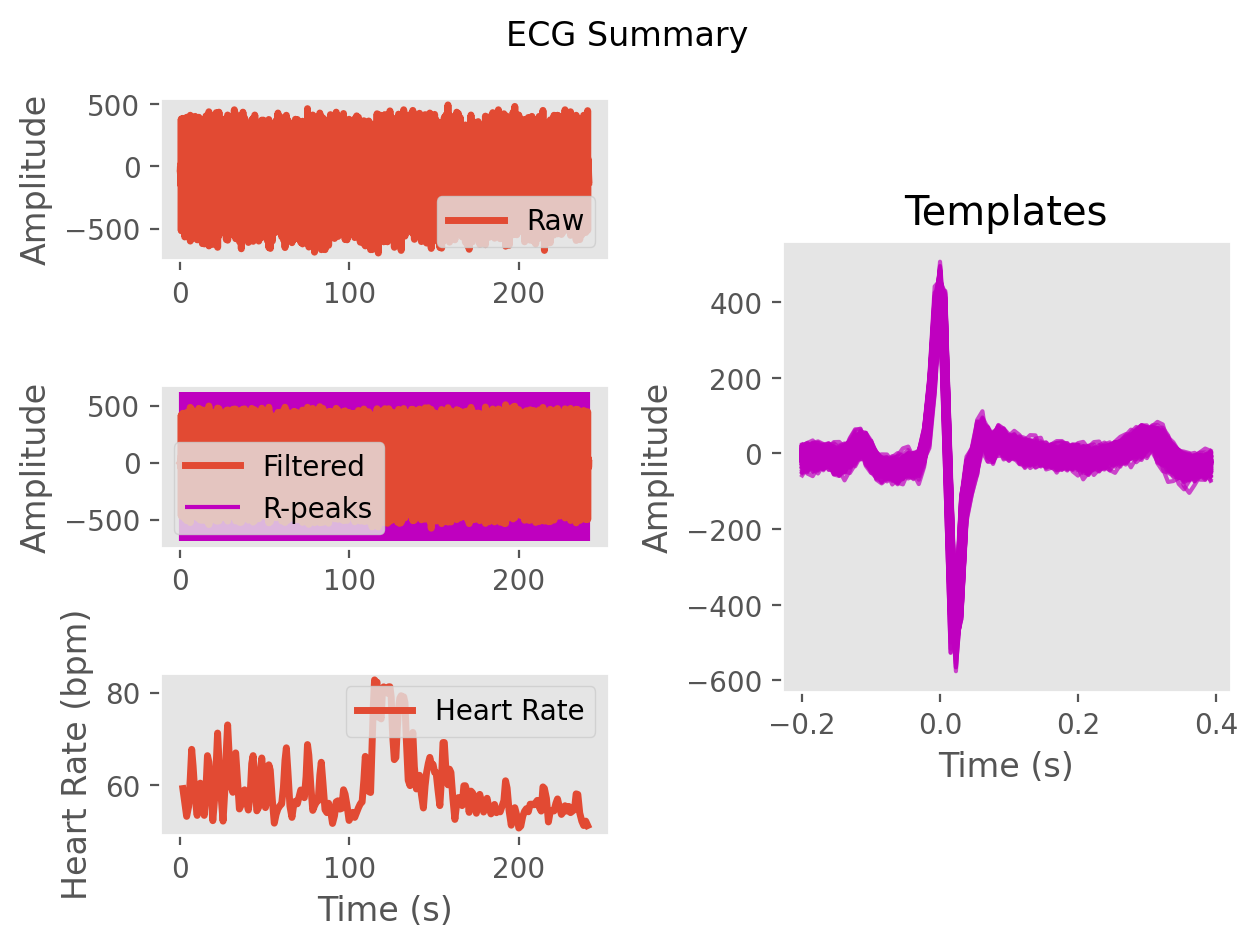 ECG Summary
Amplitude
500
0
−500
Raw
0 100 200
Amplitude
500
0
−500
Filtered
R-peaks
0 100 200
Heart Rate (bpm)
80
60
Heart Rate
0 100 200
Time (s)
Templates
Amplitude
400
200
0
−200
−400
−600
−0.2 0.0 0.2 0.4
Time (s)